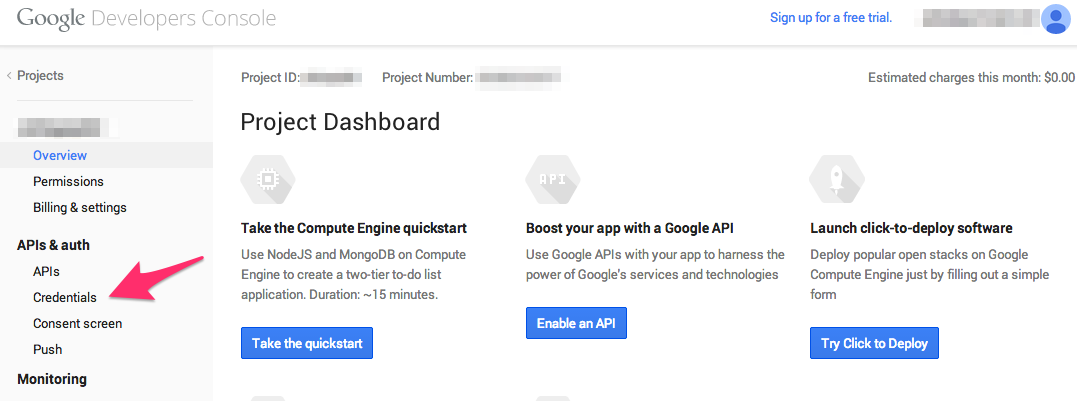 Google Developers Console
Sign up for a free trial.
Projects
Project ID:
Project Number:
Estimated charges this month: $0.00
Project Dashboard
Overview
Permissions
Billing & settings
APIs & auth
APIs
Credentials
Consent screen
Push
Monitoring
API
Take the Compute Engine quickstart
Use NodeJS and MongoDB on Compute
Engine to create a two-tier to-do list
application. Duration: ~15 minutes.
Take the quickstart
Boost your app with a Google API
Use Google APIs with your app to harness the
power of Google's services and technologies
Enable an API
Launch click-to-deploy software
Deploy popular open stacks on Google
Compute Engine just by filling out a simple
form
Try Click to Deploy